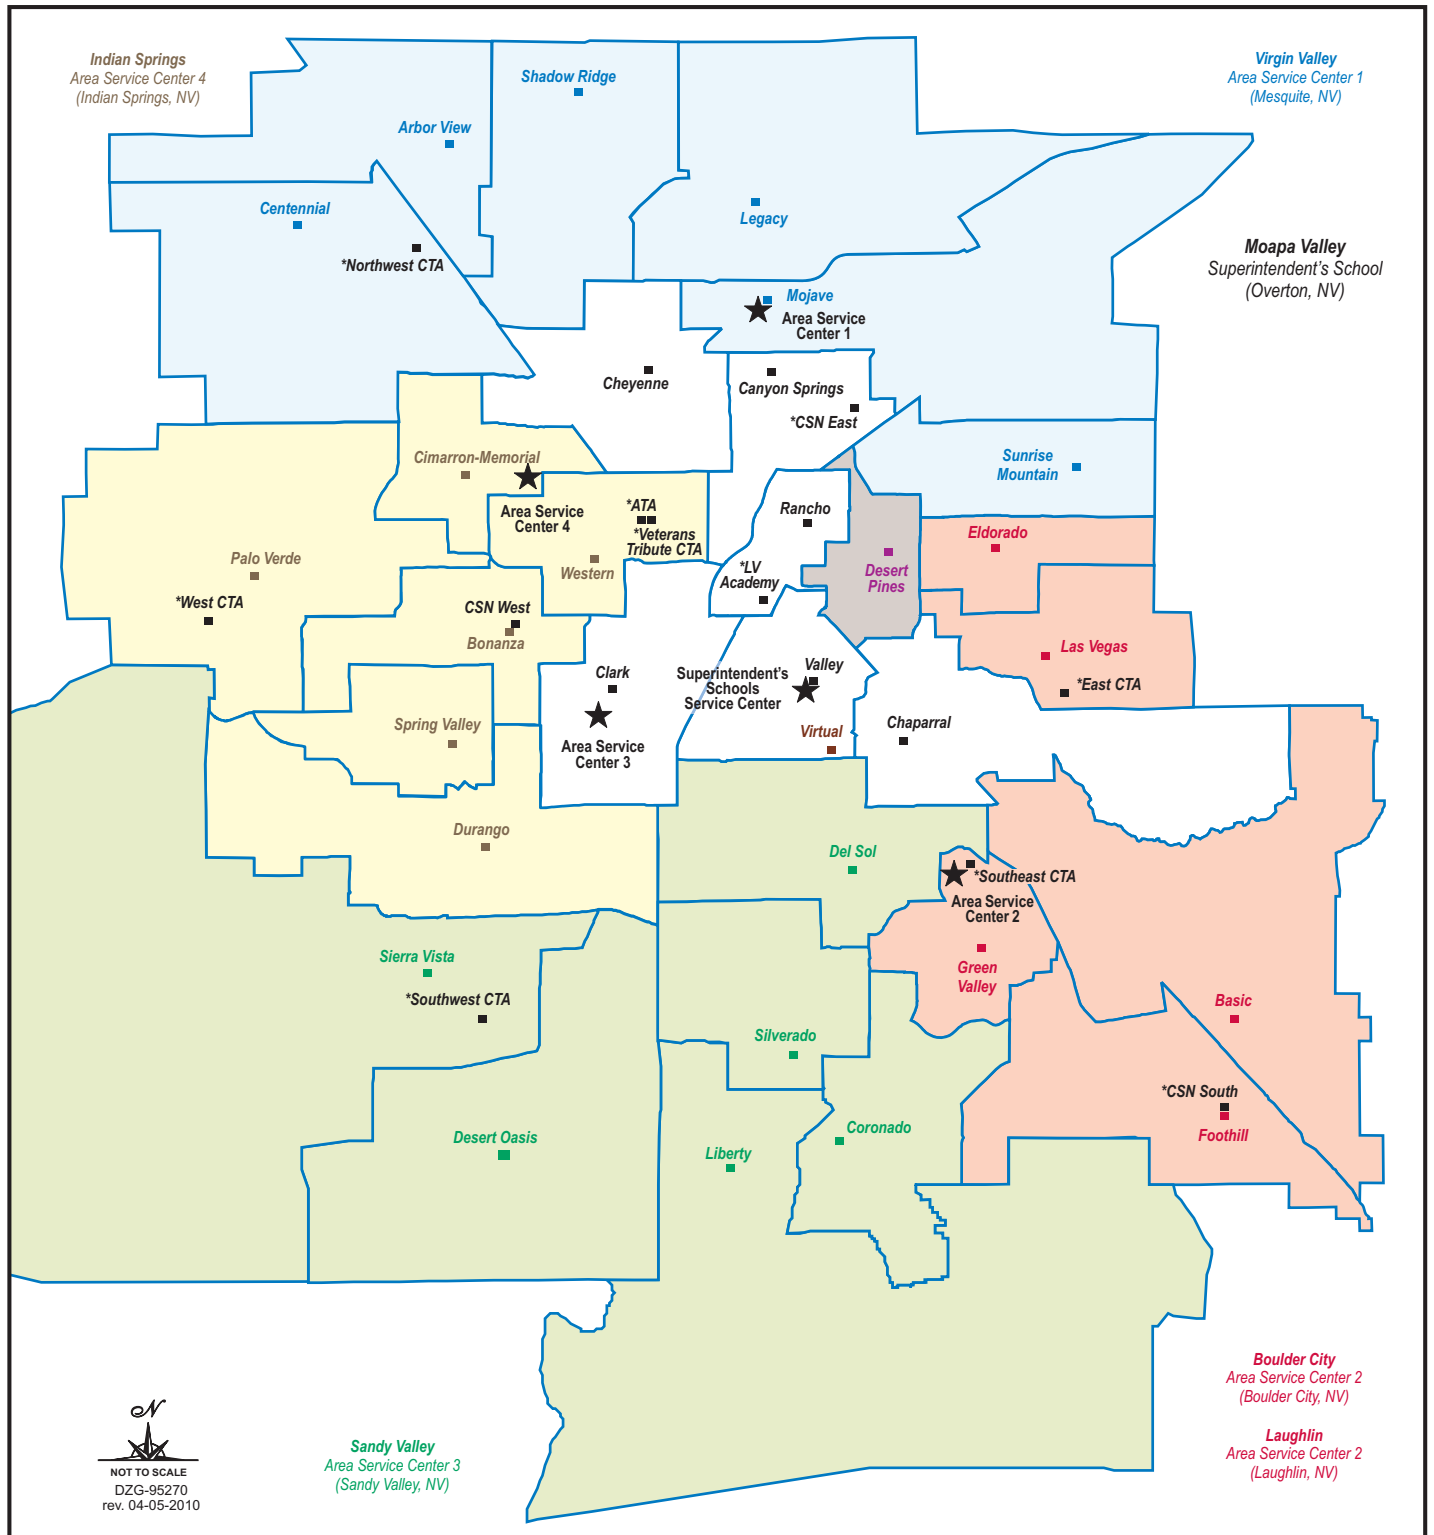 Indian Springs
Area Service Center 4
(Indian Springs, NV)
Virgin Valley
Area Service Center 1
(Mesquite, NV)
Shadow Ridge
Arbor View
Centennial
*Northwest CTA
Legacy
Moapa Valley
Superintendent's School
(Overton, NV)
Mojave
Area Service
Center 1
Cheyenne
Canyon Springs
*CSN East
Cimarron-Memorial
Area Service
Center 4
Sunrise
Mountain
*ATA
*Veterans
Tribute CTA
Western
Rancho
Eldorado
Desert
Pines
*LV
Academy
Palo Verde
*West CTA
CSN West
Bonanza
Las Vegas
*East CTA
Clark
Superintendent's
Schools
Service Center
Valley
Virtual
Chaparral
Spring Valley
Area Service
Center 3
Durango
Del Sol
*Southeast CTA
Area Service
Center 2
Green
Valley
Sierra Vista
*Southwest CTA
Silverado
Basic
*CSN South
Foothill
Desert Oasis
Liberty
Coronado
Boulder City
Area Service Center 2
(Boulder City, NV)
Laughlin
Area Service Center 2
(Laughlin, NV)
Sandy Valley
Area Service Center 3
(Sandy Valley, NV)
N
NOT TO SCALE
DZG-95270
rev. 04-05-2010